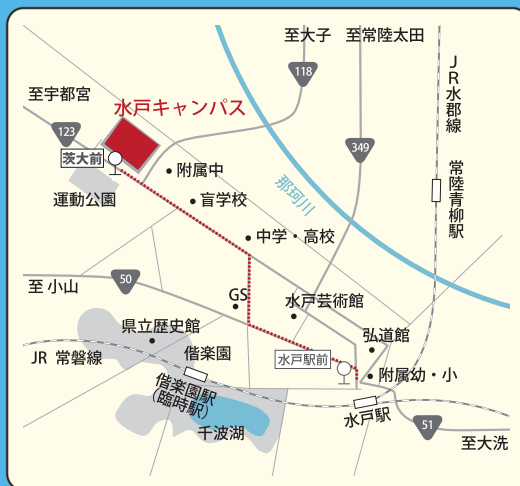 至大子
至常陸太田
JR水郡線
118
至宇都宮
水戸キャンパス
123
349
茨大前
附属中
常陸青柳駅
運動公園
盲学校
那珂川
中学・高校
50
至 小山
GS
水戸芸術館
県立歴史館
弘道館
JR 常磐線
偕楽園
水戸駅前
附属幼・小
偕楽園駅
(臨時駅)
水戸駅
千波湖
51
至大洗